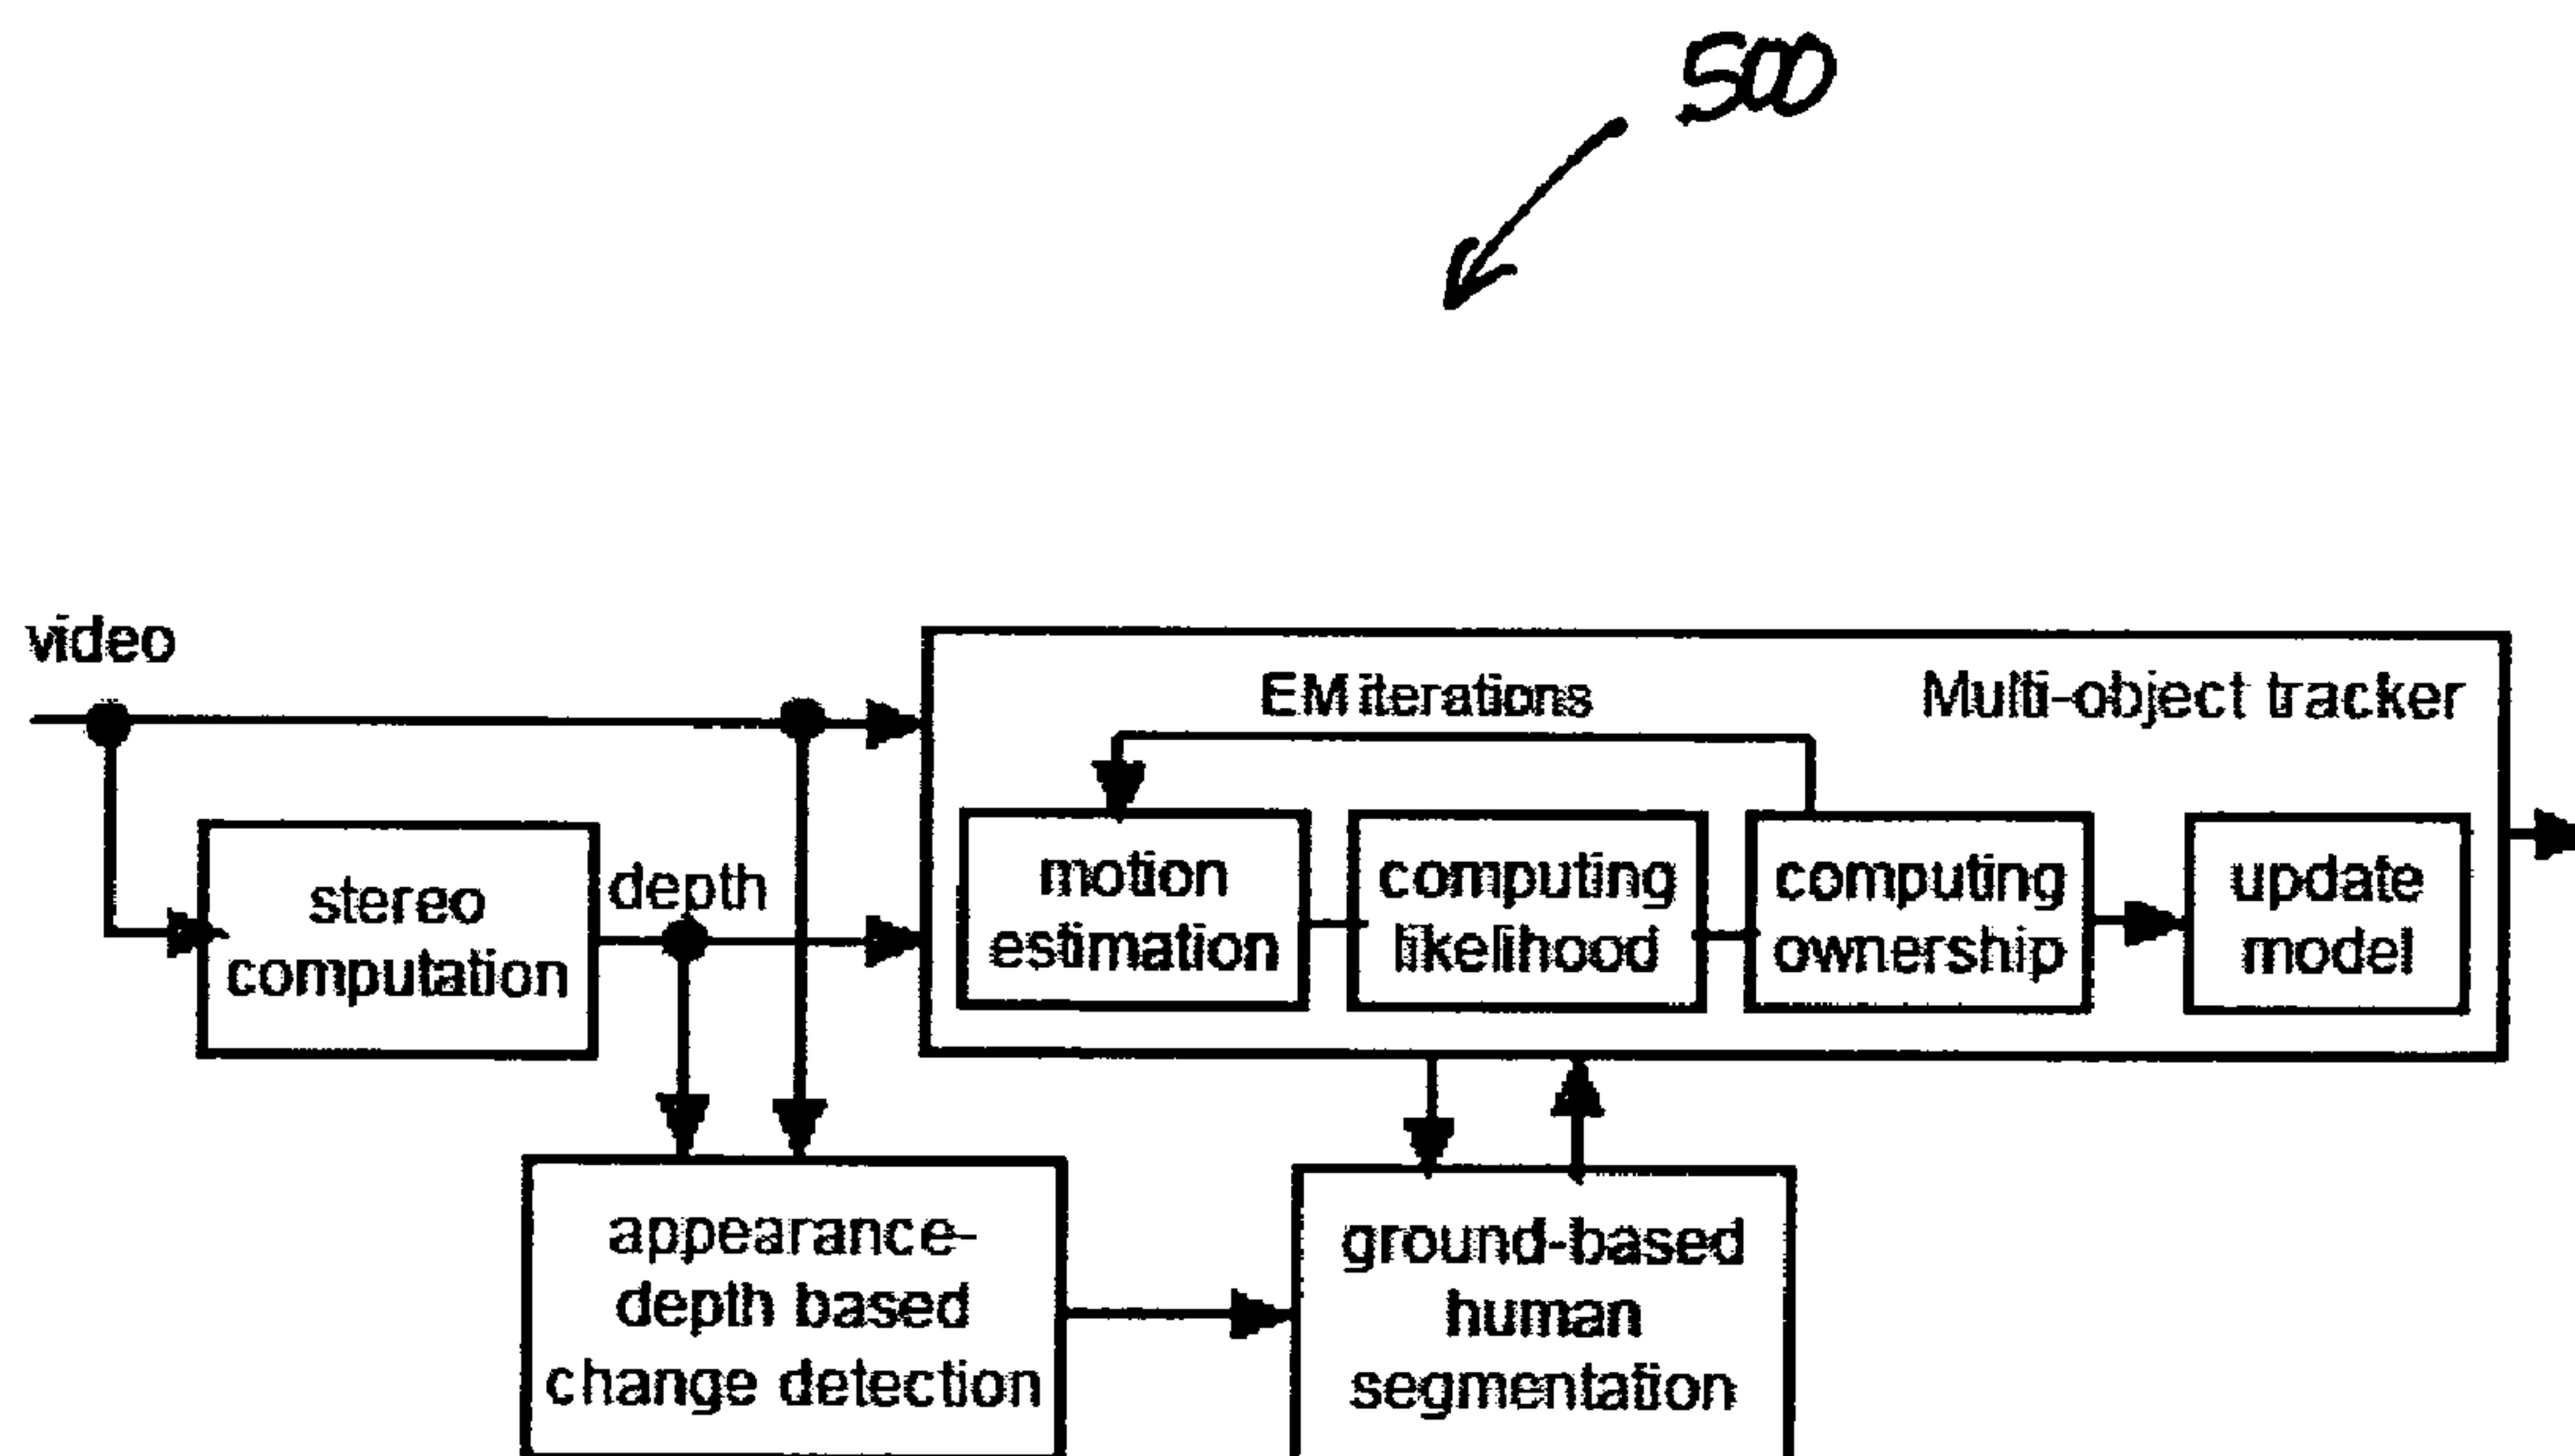 500
video
EM iterations
Multi-object tracker
stereo
computation
depth
motion
estimation
computing
likelihood
computing
ownership
update
model
appearance-
depth based
change detection
ground-based
human
segmentation